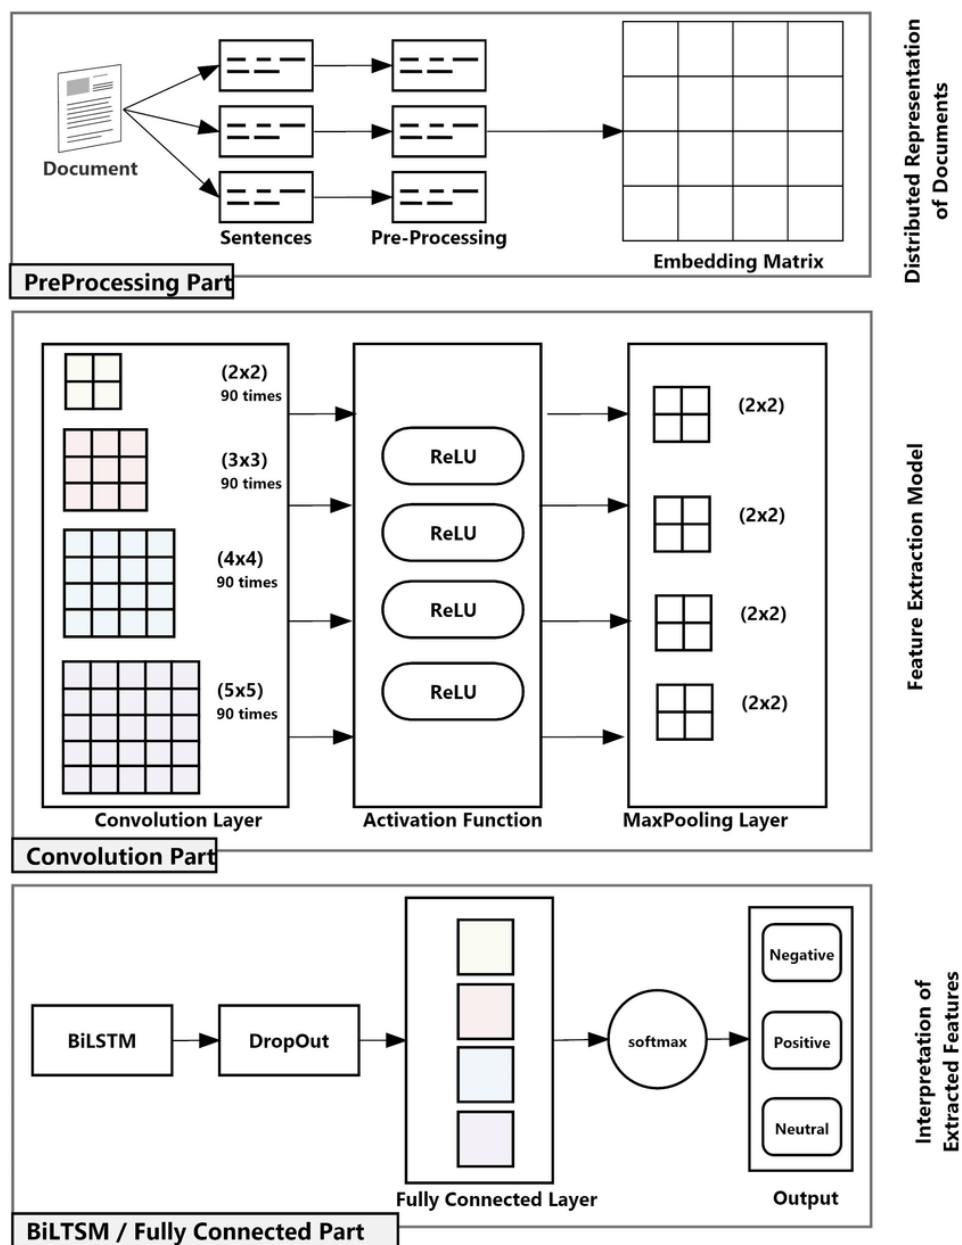 Document
Sentences
Pre-Processing
Embedding Matrix
PreProcessing Part
Distributed Representation
of Documents
(2x2)
90 times
(3x3)
90 times
(4x4)
90 times
(5x5)
90 times
Convolution Layer
ReLU
ReLU
ReLU
ReLU
Activation Function
(2x2)
(2x2)
(2x2)
(2x2)
MaxPooling Layer
Convolution Part
Feature Extraction Model
BiLSTM
DropOut
Fully Connected Layer
softmax
Negative
Positive
Neutral
Output
BiLTSM / Fully Connected Part
Interpretation of
Extracted Features